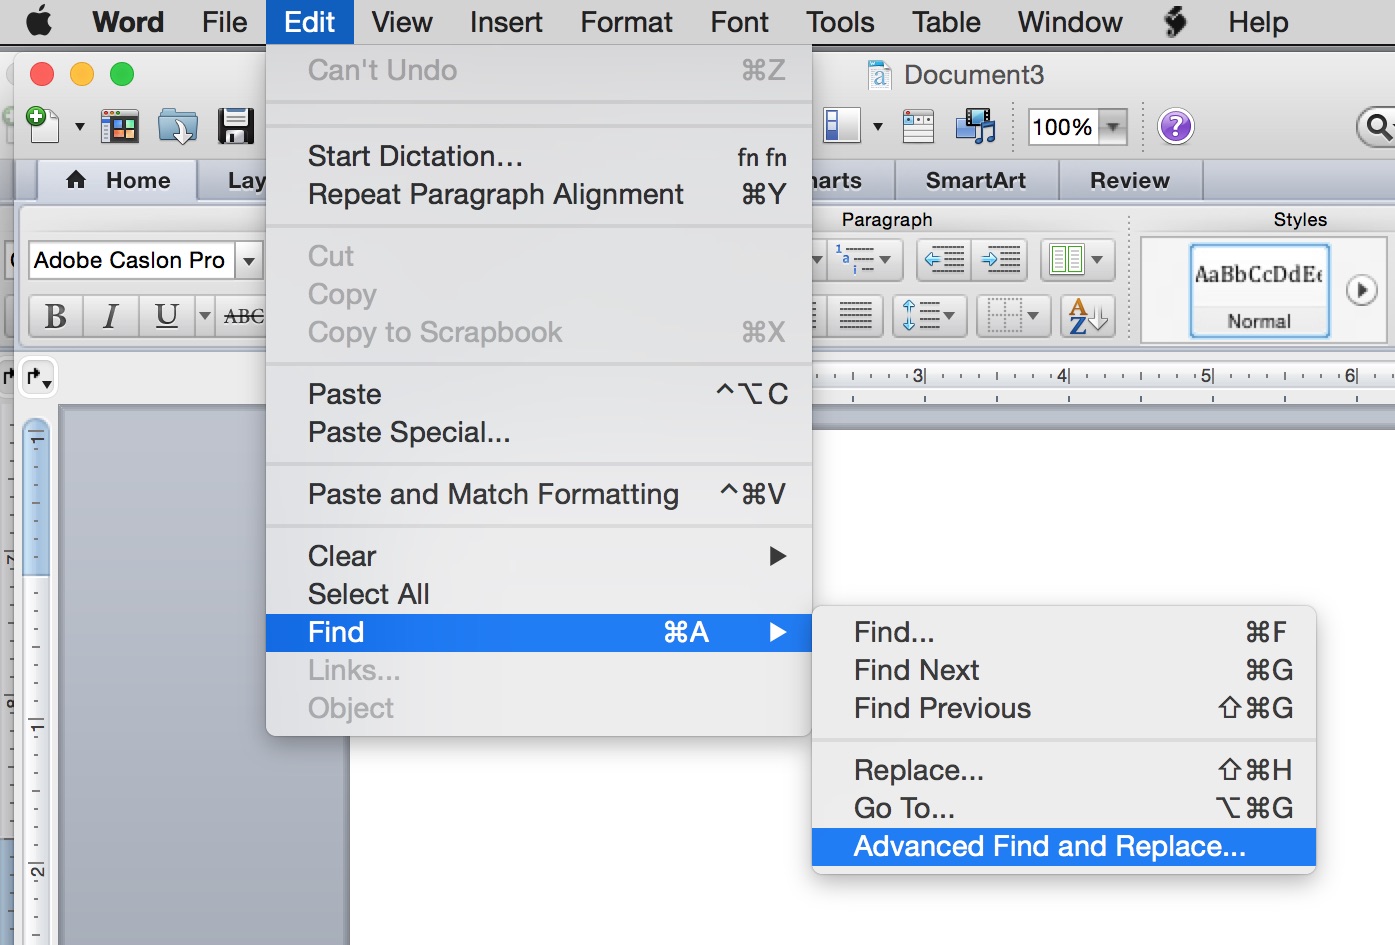 Word File Edit View Insert Format Font Tools Table Window Help
Document3
100%
Home
SmartArt Review
Paragraph Styles
Adobe Caslon Pro
B I U ABC
AaBbCcDdEe
Normal
3 4 5 6
Can't Undo ⌘Z
Start Dictation... fn fn
Repeat Paragraph Alignment ⌘Y
Cut
Copy
Copy to Scrapbook ⌘X
Paste ^⌥C
Paste Special...
Paste and Match Formatting ^⌘V
Clear
Select All
Find ⌘A
Links...
Object
Find... ⌘F
Find Next ⌘G
Find Previous ⇧⌘G
Replace... ⇧⌘H
Go To... ⌥⌘G
Advanced Find and Replace...
1
1
2